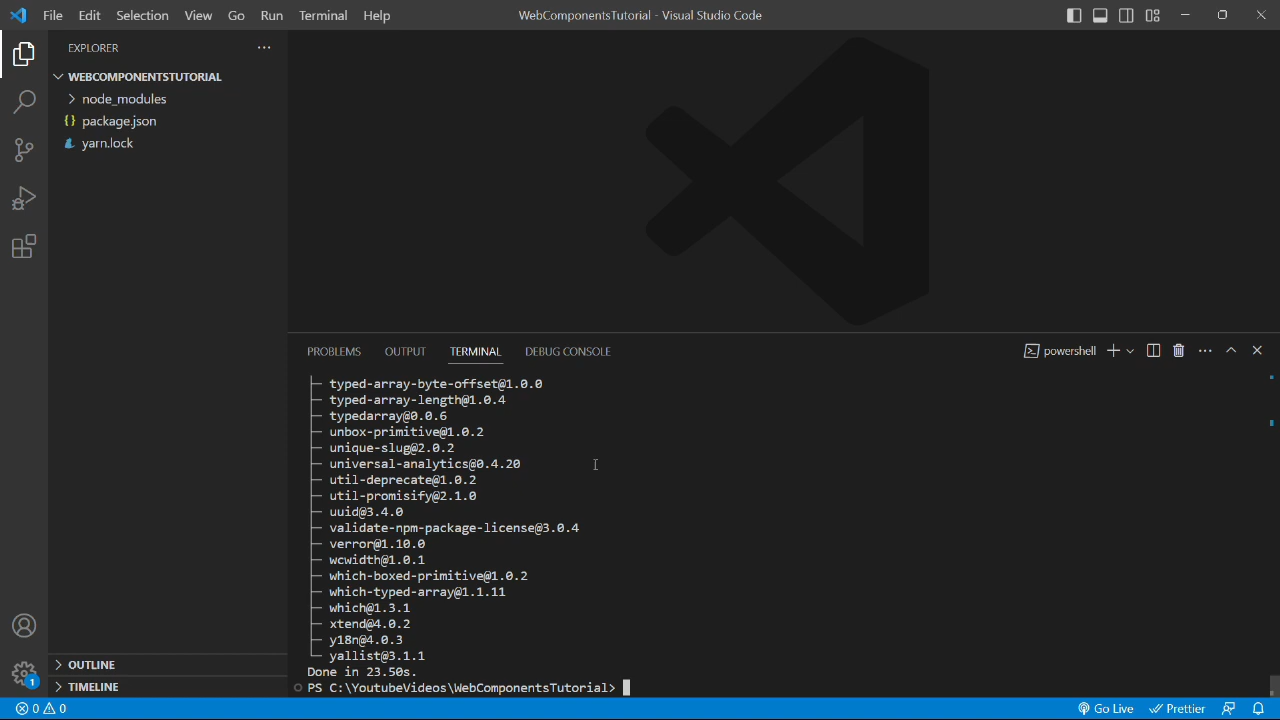 File Edit Selection View Go Run Terminal Help
WebComponentsTutorial - Visual Studio Code
EXPLORER
WEBCOMPONENTSTUTORIAL
node_modules
package.json
yarn.lock
PROBLEMS OUTPUT TERMINAL DEBUG CONSOLE
powershell
typed-array-byte-offset@1.0.0
typed-array-length@1.0.4
typedarray@0.0.6
unbox-primitive@1.0.2
unique-slug@2.0.2
universal-analytics@0.4.20
util-deprecate@1.0.2
util-promisify@2.1.0
uuid@3.4.0
validate-npm-package-license@3.0.4
verror@1.10.0
wcwidth@1.0.1
which-boxed-primitive@1.0.2
which-typed-array@1.1.11
which@1.3.1
xtend@4.0.2
y18n@4.0.3
yallist@3.1.1
Done in 23.50s.
PS C:\YoutubeVideos\WebComponentsTutorial>
OUTLINE
TIMELINE
1
0 0
Go Live
Prettier